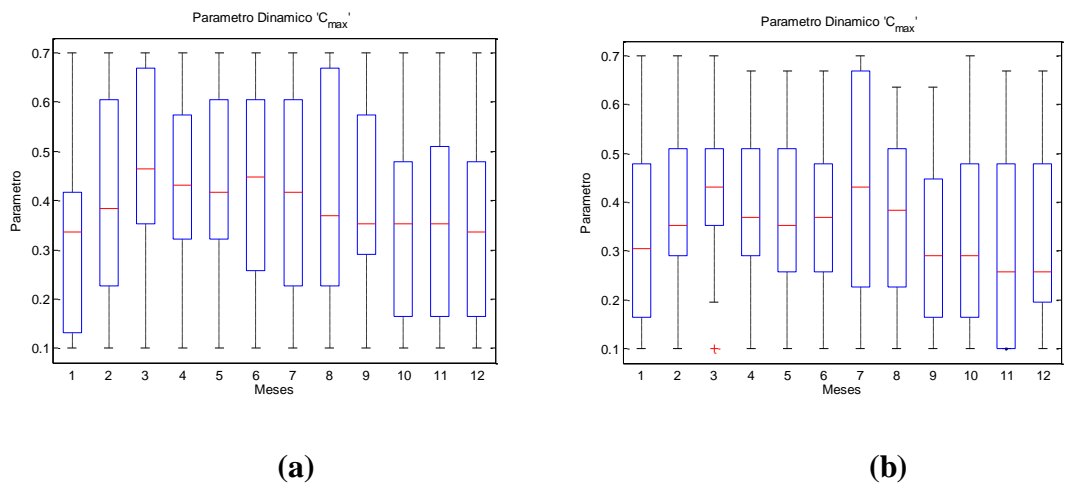 Parametro Dinamico 'Cmax'
0.7
0.6
0.5
0.4
0.3
0.2
0.1
Parametro
1 2 3 4 5 6 7 8 9 10 11 12
Meses
(a)
Parametro Dinamico 'Cmax'
0.7
0.6
0.5
0.4
0.3
0.2
0.1
Parametro
1 2 3 4 5 6 7 8 9 10 11 12
Meses
(b)